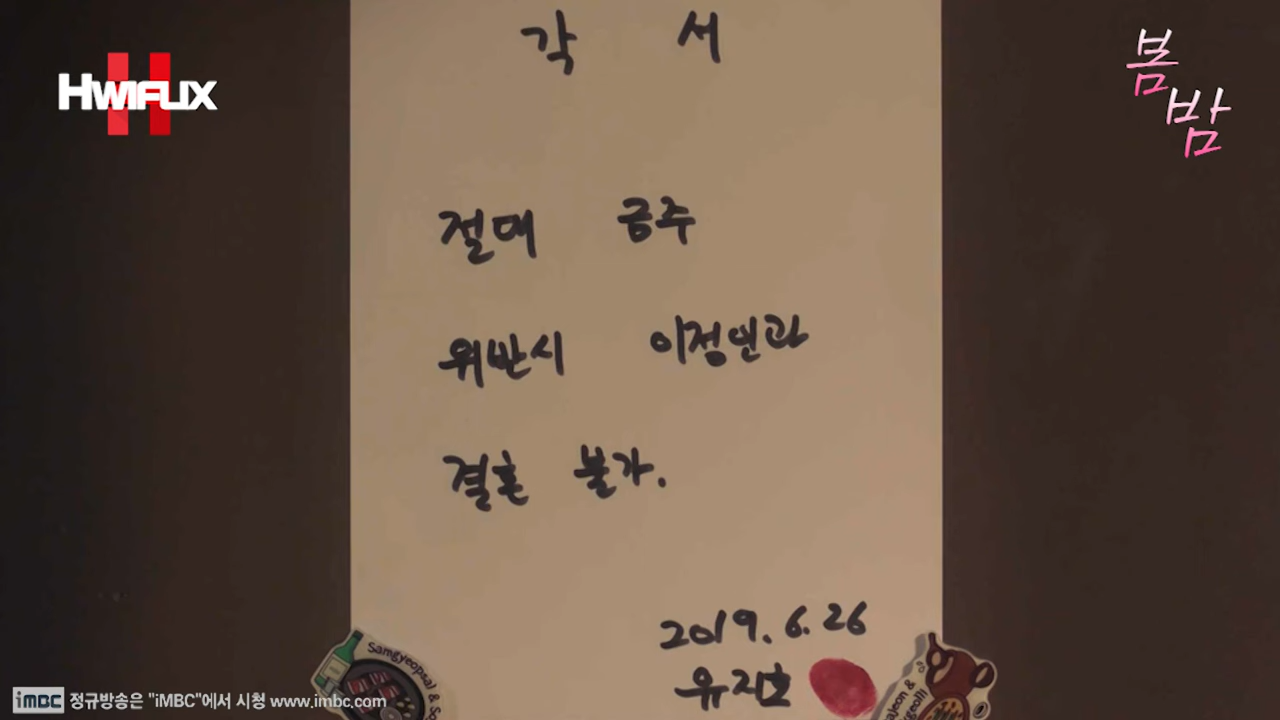 각 서
HWIFLIX
봄
밤
절대 금주
위반시 이정인과
결혼 불가.
2019. 6. 26
유지호
Samgyeopsal &
iMBC 정규방송은 "iMBC"에서 시청 www.imbc.com